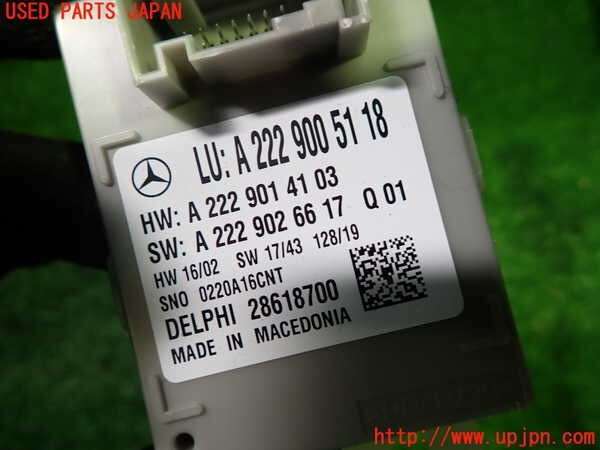 USED PARTS JAPAN
LU: A 222 900 51 18
HW: A 222 901 41 03
SW: A 222 902 66 17 Q 01
HW 16/02 SW 17/43 128/19
SNO 0220A16CNT
DELPHI 28618700
MADE IN MACEDONIA
http://www.upjpn.com/